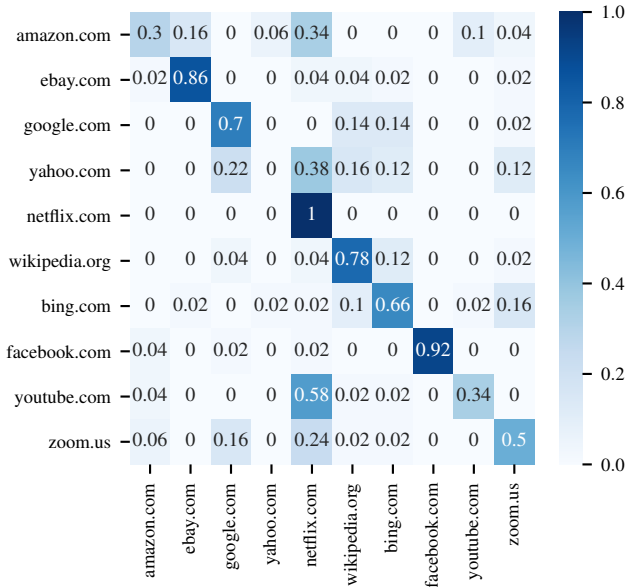 amazon.com 0.3 0.16 0 0.06 0.34 0 0 0 0.1 0.04
ebay.com 0.02 0.86 0 0 0.04 0.04 0.02 0 0 0.02
google.com 0 0 0.7 0 0 0.14 0.14 0 0 0.02
yahoo.com 0 0 0.22 0 0.38 0.16 0.12 0 0 0.12
netflix.com 0 0 0 0 1 0 0 0 0 0
wikipedia.org 0 0 0.04 0 0.04 0.78 0.12 0 0 0.02
bing.com 0 0.02 0 0.02 0.02 0.1 0.66 0 0.02 0.16
facebook.com 0.04 0 0.02 0 0.02 0 0 0.92 0 0
youtube.com 0.04 0 0 0 0.58 0.02 0.02 0 0.34 0
zoom.us 0.06 0 0.16 0 0.24 0.02 0.02 0 0 0.5
amazon.com
ebay.com
google.com
yahoo.com
netflix.com
wikipedia.org
bing.com
facebook.com
youtube.com
zoom.us
1.0
0.8
0.6
0.4
0.2
0.0